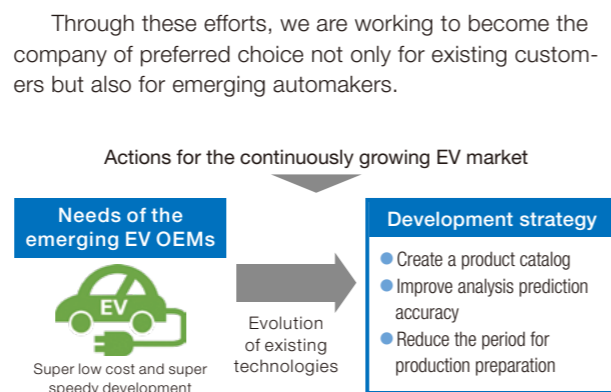 Through these efforts, we are working to become the
company of preferred choice not only for existing custom-
ers but also for emerging automakers.
Actions for the continuously growing EV market
Needs of the
emerging EV OEMs
EV
Super low cost and super
speedy development
Evolution
of existing
technologies
Development strategy
● Create a product catalog
● Improve analysis prediction
accuracy
● Reduce the period for
production preparation